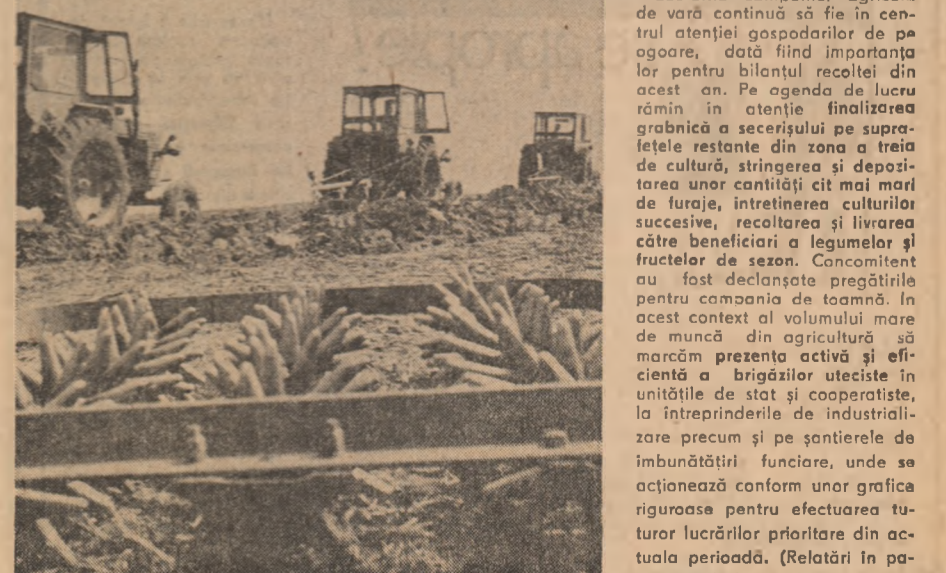 de vară continuă să fie în cen-
trul atenției gospodarilor de pe
ogoare, dată fiind importanța
lor pentru bilanțul recoltei din
acest an. Pe agenda de lucru
rămîn în atenție finalizarea
grabnică a secerișului pe supra-
fețele restante din zona a treia
de cultură, strîngerea și depozi-
tarea unor cantități cît mai mari
de furaje, întreținerea culturilor
succesive, recoltarea și livrarea
către beneficiari a legumelor și
fructelor de sezon. Concomitent
au fost declanșate pregătirile
pentru campania de toamnă. In
acest context al volumului mare
de muncă din agricultură să
marcăm prezența activă și efi-
cientă a brigăzilor uteciste în
unitățile de stat și cooperatiste,
la întreprinderile de industriali-
zare precum și pe șantierele de
îmbunătățiri funciare, unde se
acționează conform unor grafice
riguroase pentru efectuarea tu-
turor lucrărilor prioritare din ac-
tuala perioadă. (Relatări în pa-